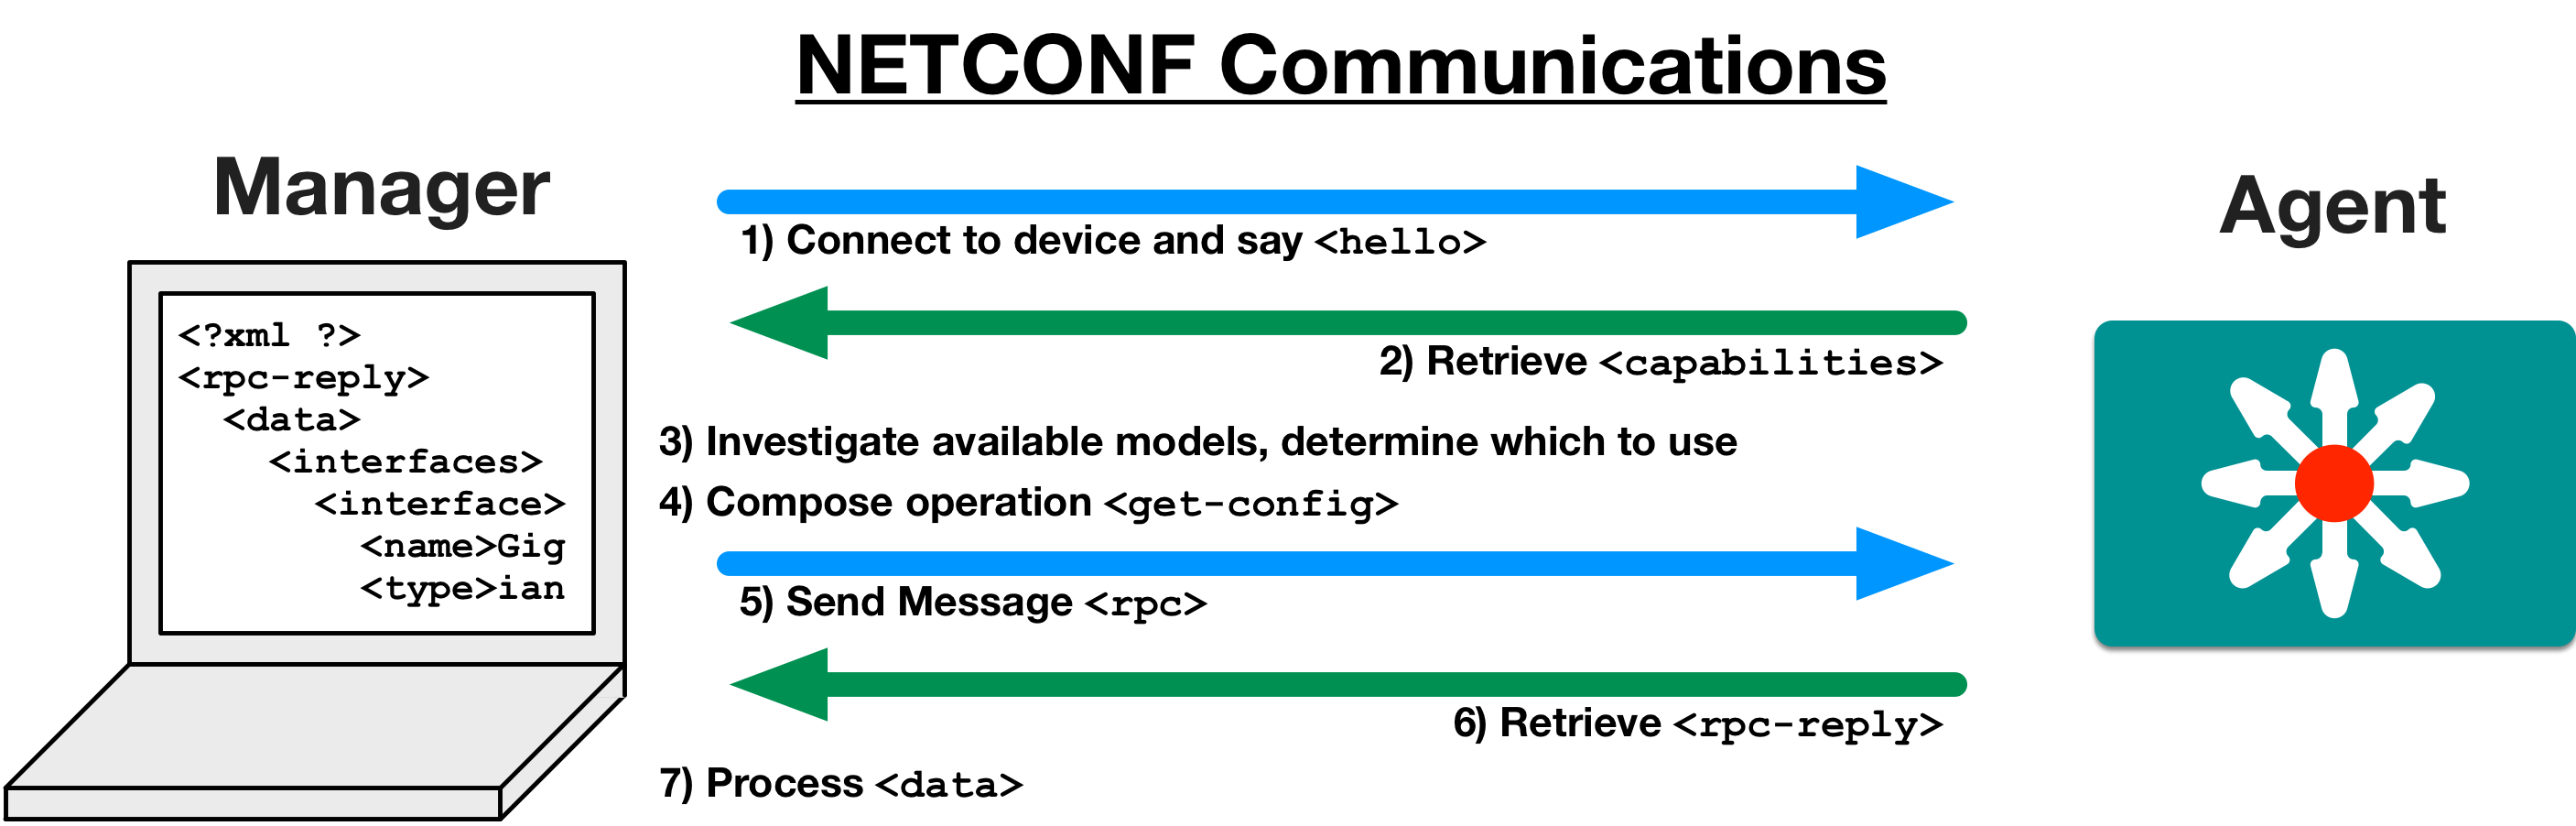 NETCONF Communications
Manager
Agent
<?xml ?>
<rpc-reply>
<data>
<interfaces>
<interface>
<name>Gig
<type>ian
1) Connect to device and say <hello>
2) Retrieve <capabilities>
3) Investigate available models, determine which to use
4) Compose operation <get-config>
5) Send Message <rpc>
6) Retrieve <rpc-reply>
7) Process <data>